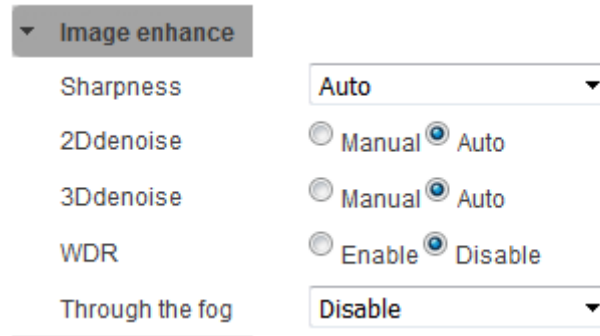 Image enhance
Sharpness Auto
2Ddenoise Manual Auto
3Ddenoise Manual Auto
WDR Enable Disable
Through the fog Disable